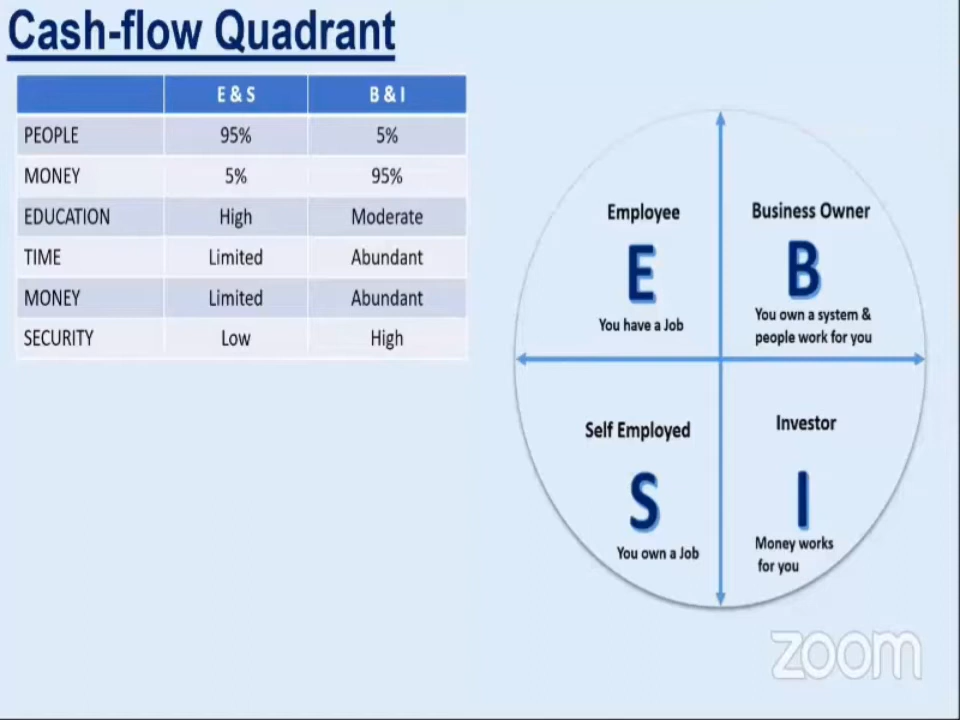 Cash-flow Quadrant
E & S B & I
PEOPLE 95% 5%
MONEY 5% 95%
EDUCATION High Moderate
TIME Limited Abundant
MONEY Limited Abundant
SECURITY Low High
Employee
E
You have a Job
Business Owner
B
You own a system &
people work for you
Self Employed
S
You own a Job
Investor
I
Money works
for you
zoom